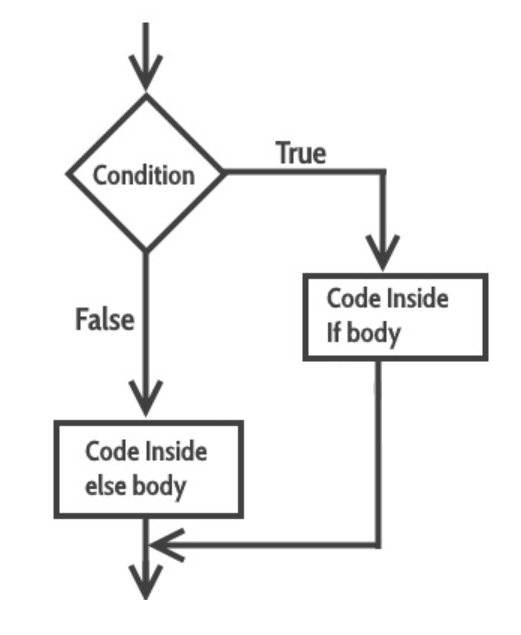 Condition
True
Code Inside
If body
False
Code Inside
else body